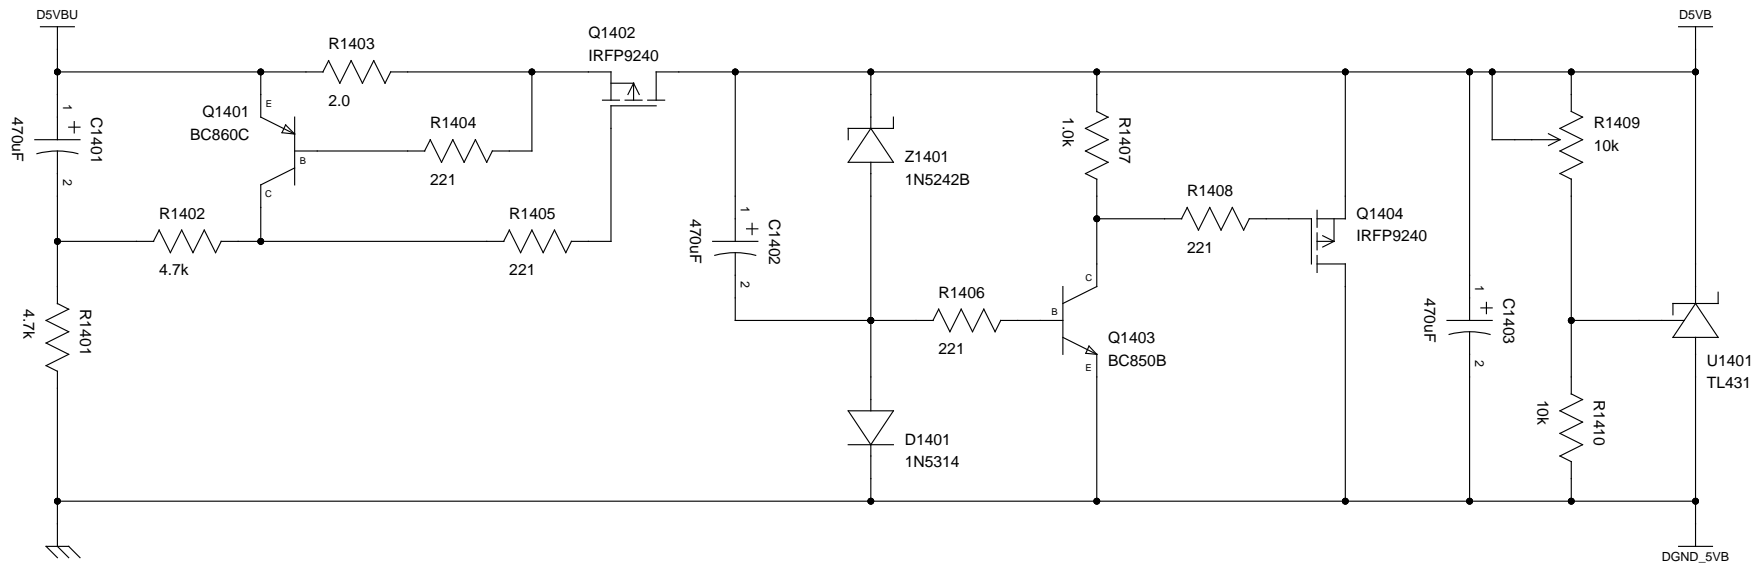 D5VBU
D5VB
Q1402
IRFP9240
R1403
2.0
E
Q1401
BC860C
B
C
R1404
221
1
+
C1401
470uF
2
R1402
4.7k
R1405
221
R1401
4.7k
1
+
C1402
470uF
2
Z1401
1N5242B
R1407
1.0k
R1408
221
Q1404
IRFP9240
R1406
221
C
B
E
Q1403
BC850B
D1401
1N5314
1
+
C1403
470uF
2
R1409
10k
R1410
10k
U1401
TL431
DGND_5VB